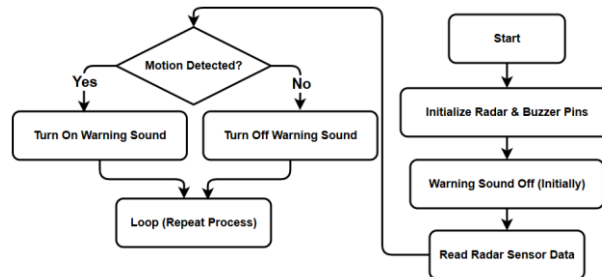 Start
Initialize Radar & Buzzer Pins
Warning Sound Off (Initially)
Read Radar Sensor Data
Motion Detected?
Yes
No
Turn On Warning Sound
Turn Off Warning Sound
Loop (Repeat Process)